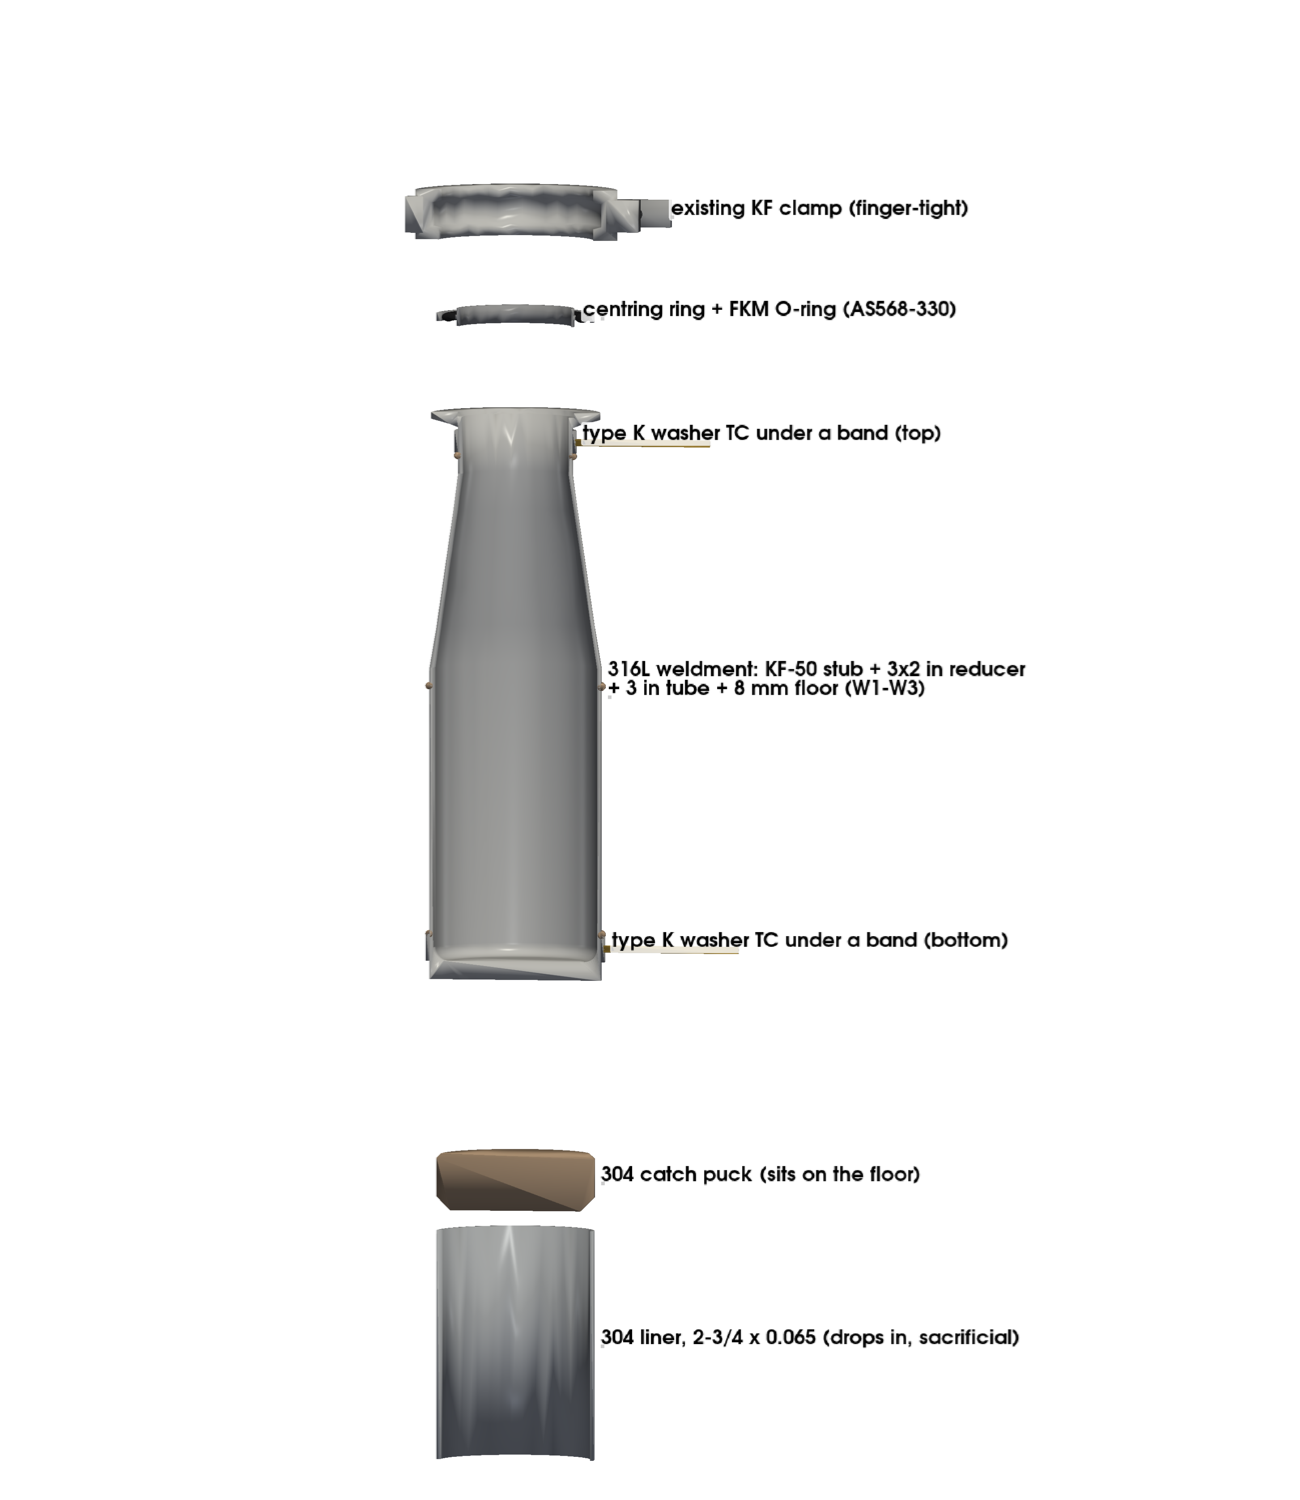 existing KF clamp (finger-tight)
centring ring + FKM O-ring (AS568-330)
type K washer TC under a band (top)
316L weldment: KF-50 stub + 3x2 in reducer
+ 3 in tube + 8 mm floor (W1-W3)
type K washer TC under a band (bottom)
304 catch puck (sits on the floor)
304 liner, 2-3/4 x 0.065 (drops in, sacrificial)